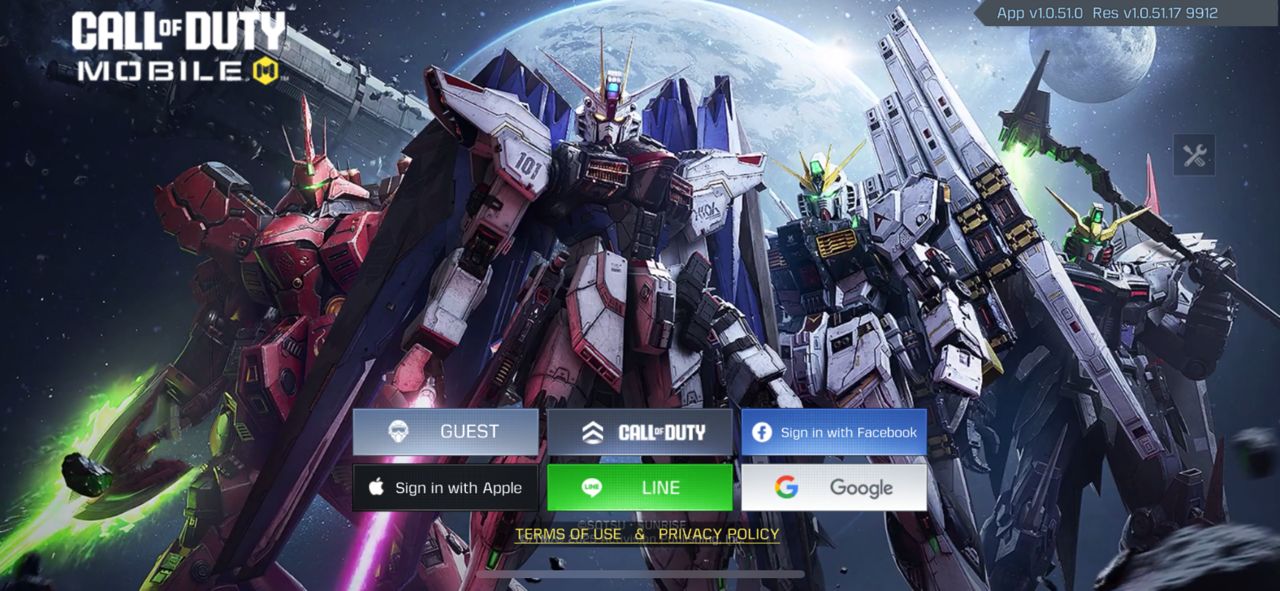 CALL OF DUTY
MOBILE
App v1.0.51.0 Res v1.0.51.17 9912
101
GUEST
CALL OF DUTY
Sign in with Facebook
Sign in with Apple
LINE
LINE
Google
©SOTSU・SUNRISE
TERMS OF USE & PRIVACY POLICY